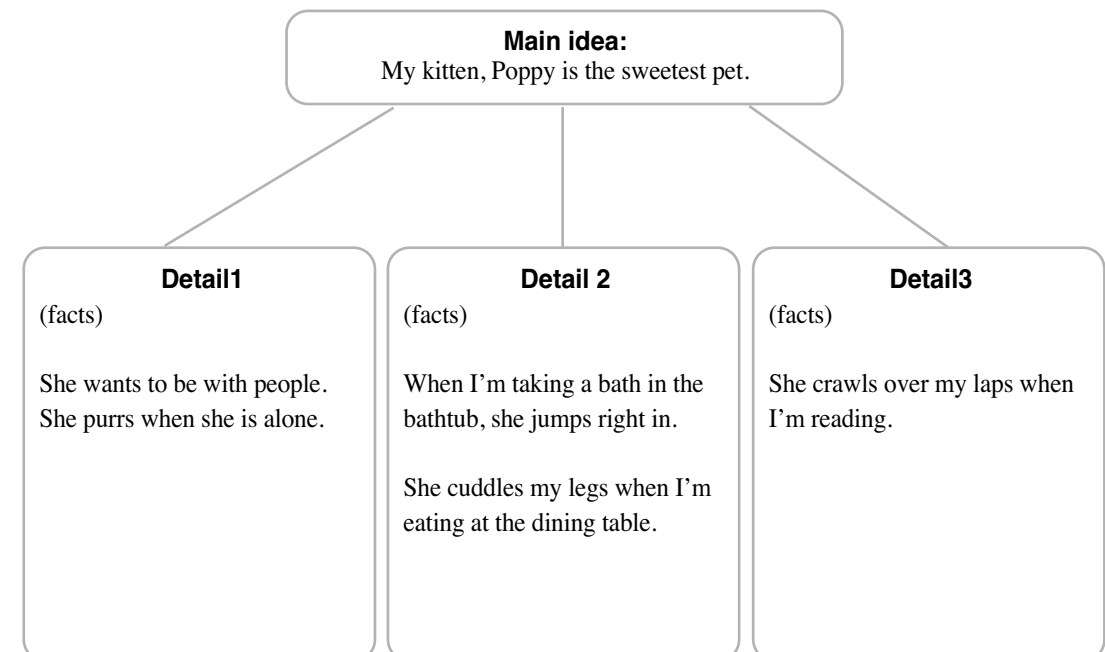 Main idea:
My kitten, Poppy is the sweetest pet.
Detail1
(facts)
She wants to be with people.
She purrs when she is alone.
Detail 2
(facts)
When I’m taking a bath in the
bathtub, she jumps right in.
She cuddles my legs when I’m
eating at the dining table.
Detail3
(facts)
She crawls over my laps when
I’m reading.